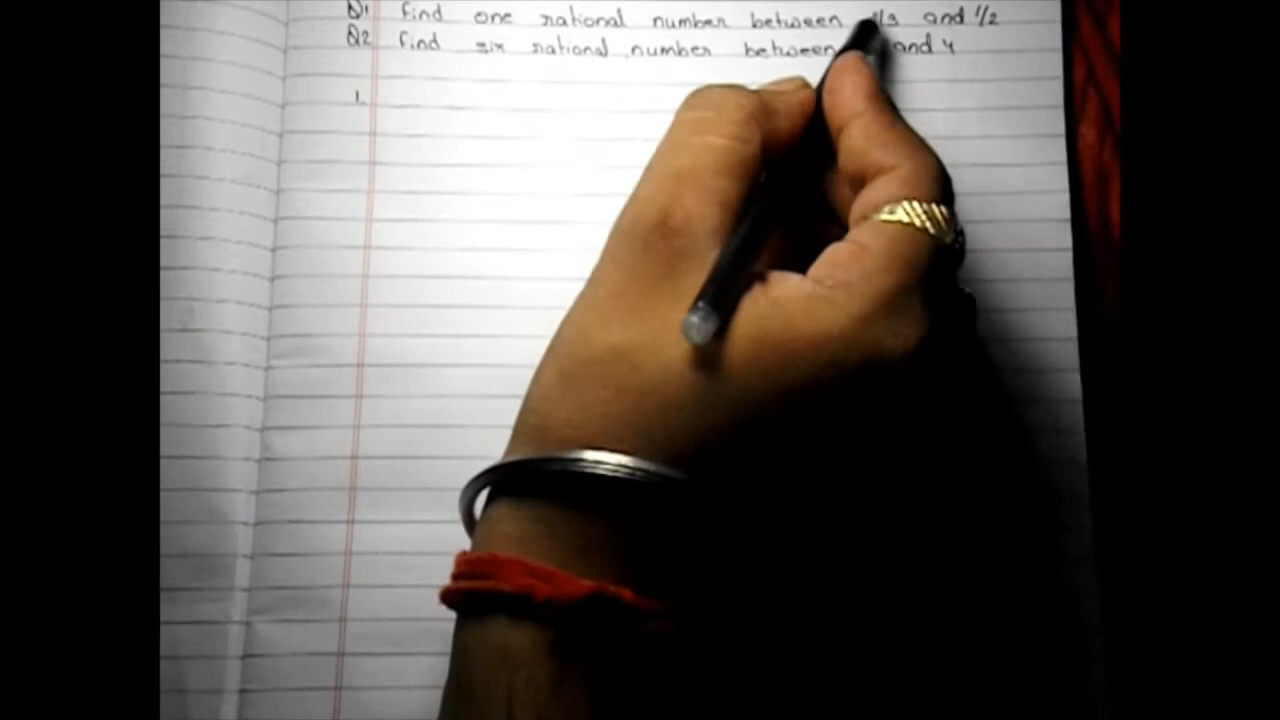 Q1 find one rational number between 1/3 and 1/2
Q2 find six rational number between and 4
1.